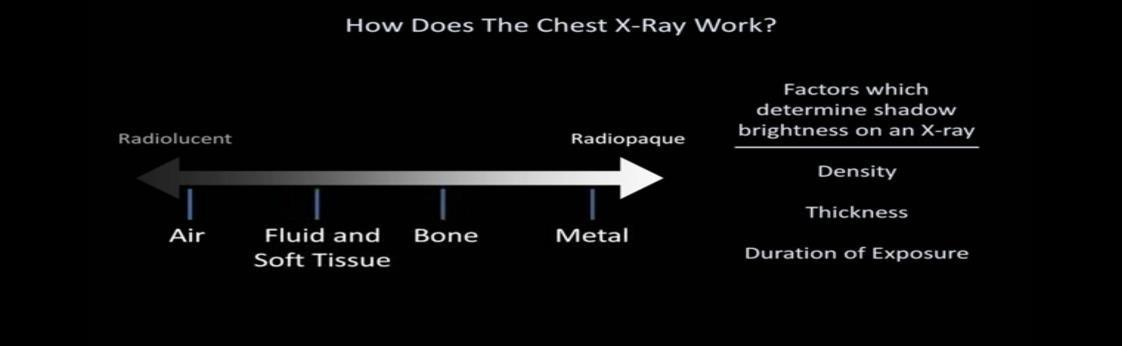 How Does The Chest X-Ray Work?
Radiolucent
Radiopaque
Air
Fluid and
Soft Tissue
Bone
Metal
Factors which
determine shadow
brightness on an X-ray
Density
Thickness
Duration of Exposure